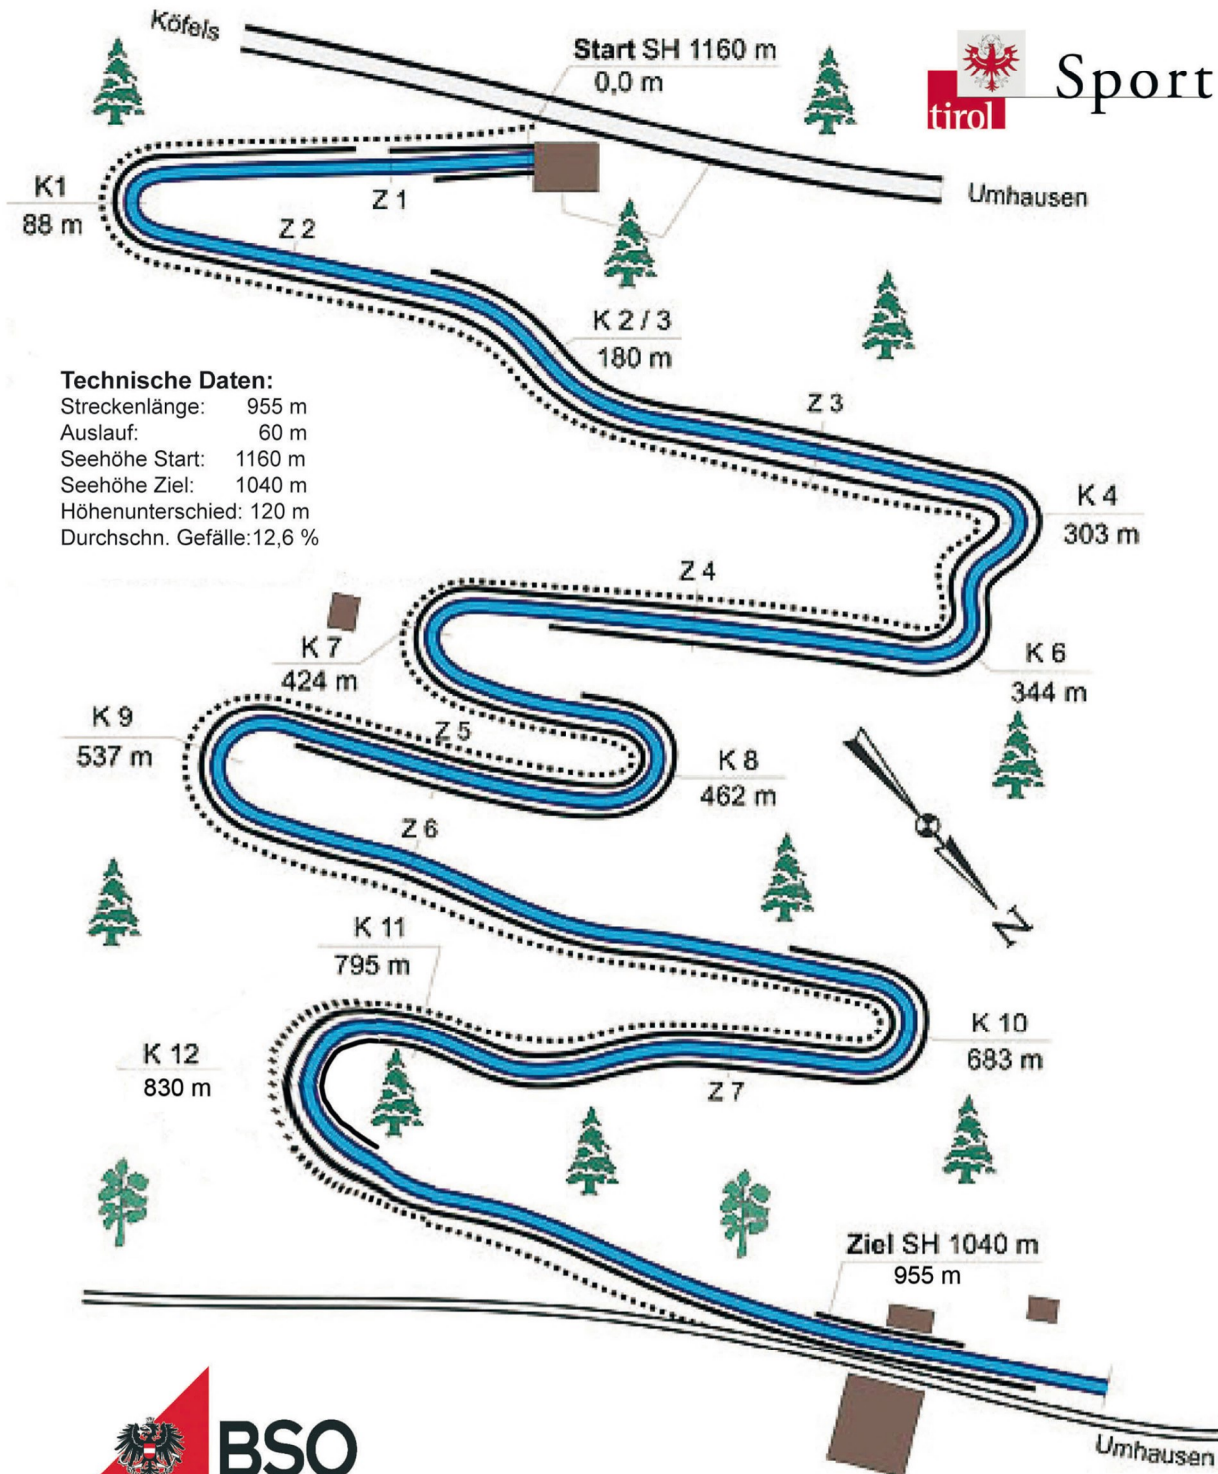 Köfels
Start SH 1160 m
0,0 m
Sport
tirol
K1
88 m
Z 1
Umhausen
Z 2
K 2 / 3
180 m
Technische Daten:
Streckenlänge: 955 m
Auslauf: 60 m
Seehöhe Start: 1160 m
Seehöhe Ziel: 1040 m
Höhenunterschied: 120 m
Durchschn. Gefälle:12,6 %
Z 3
K 4
303 m
Z 4
K 7
424 m
K 6
344 m
K 9
537 m
Z 5
K 8
462 m
Z 6
N
K 11
795 m
K 10
683 m
K 12
830 m
Z 7
Ziel SH 1040 m
955 m
BSO
Umhausen